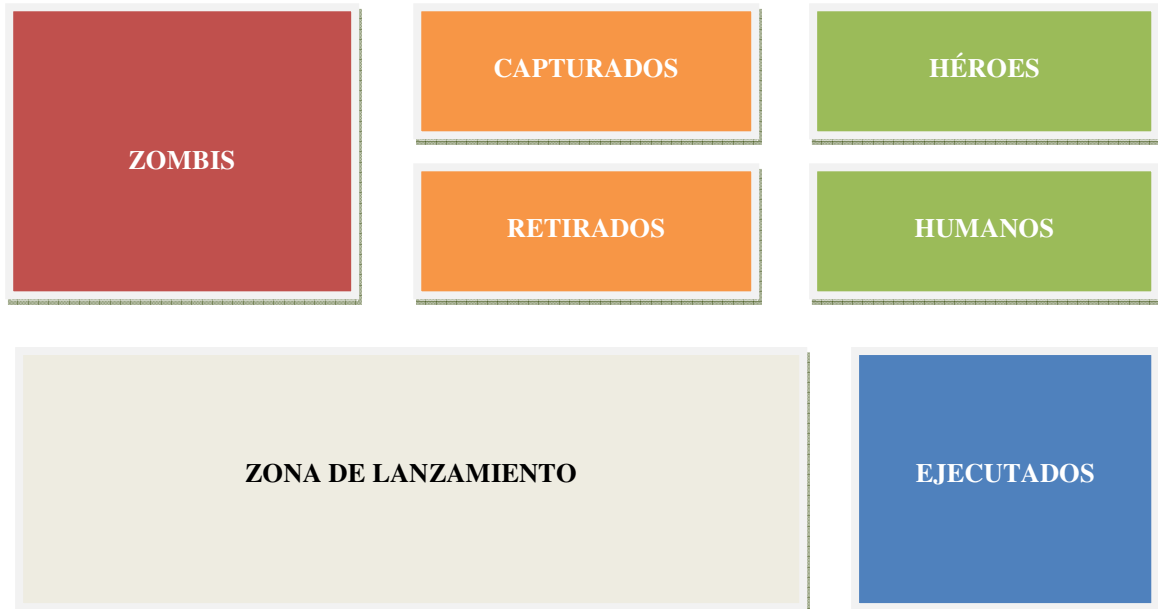 ZOMBIS
CAPTURADOS
HÉROES
RETIRADOS
HUMANOS
ZONA DE LANZAMIENTO
EJECUTADOS